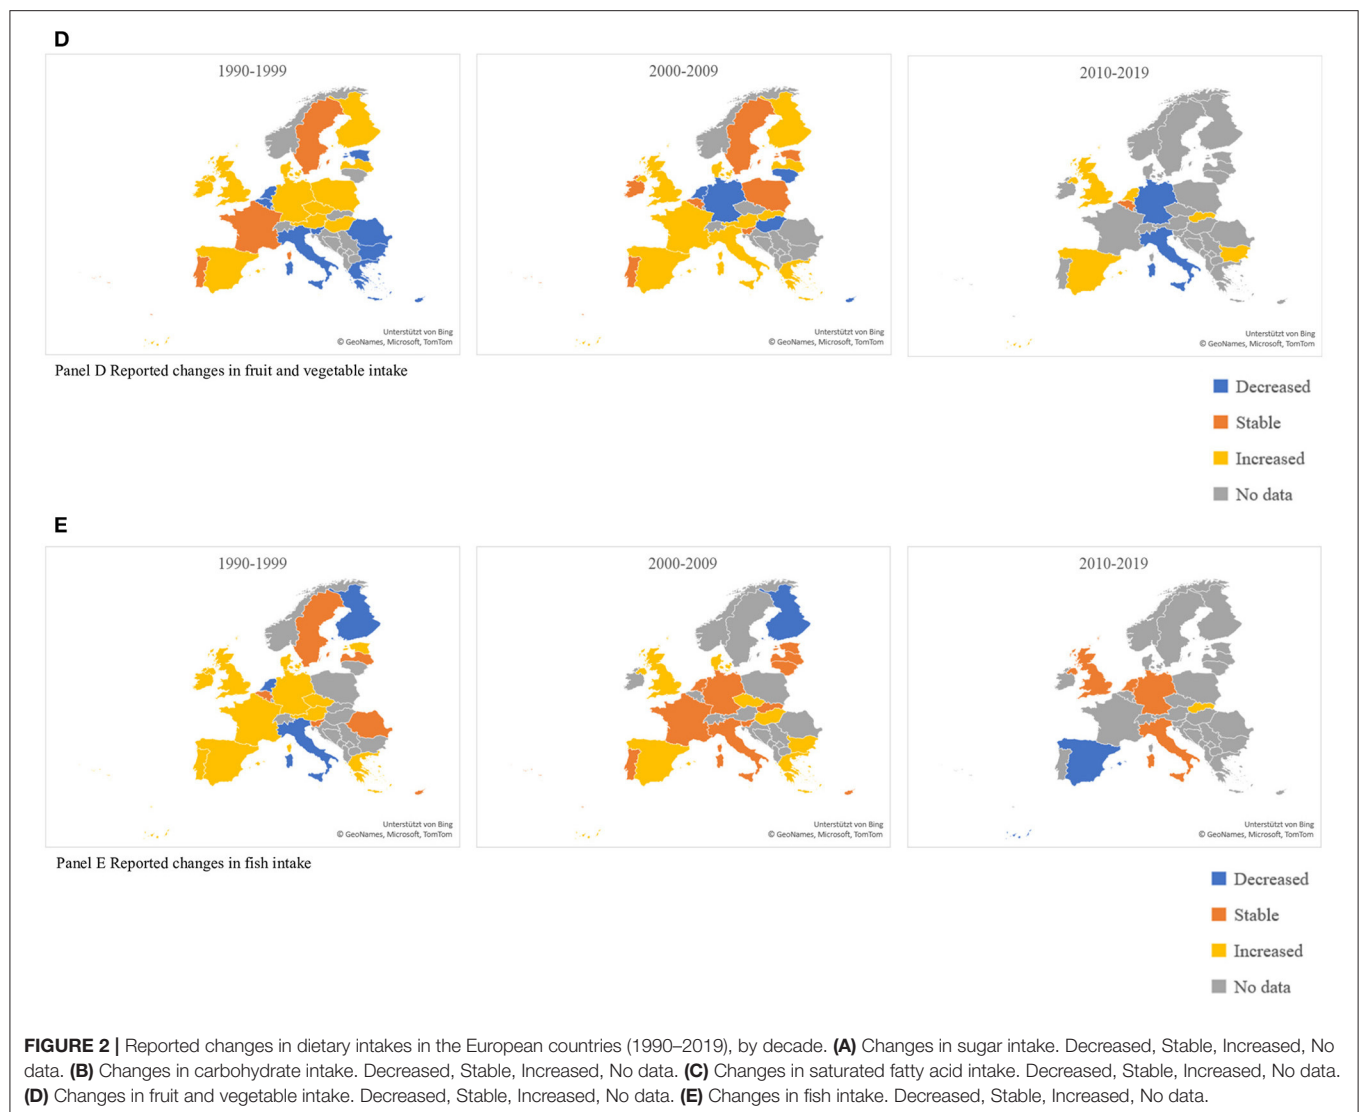 D
1990-1999
2000-2009
2010-2019
Unterstützt von Bing
© GeoNames, Microsoft, TomTom
Unterstützt von Bing
© GeoNames, Microsoft, TomTom
Unterstützt von Bing
© GeoNames, Microsoft, TomTom
Panel D Reported changes in fruit and vegetable intake
Decreased
Stable
Increased
No data
E
1990-1999
2000-2009
2010-2019
Unterstützt von Bing
© GeoNames, Microsoft, TomTom
Unterstützt von Bing
© GeoNames, Microsoft, TomTom
Unterstützt von Bing
© GeoNames, Microsoft, TomTom
Panel E Reported changes in fish intake
Decreased
Stable
Increased
No data
FIGURE 2 | Reported changes in dietary intakes in the European countries (1990–2019), by decade. (A) Changes in sugar intake. Decreased, Stable, Increased, No
data. (B) Changes in carbohydrate intake. Decreased, Stable, Increased, No data. (C) Changes in saturated fatty acid intake. Decreased, Stable, Increased, No data.
(D) Changes in fruit and vegetable intake. Decreased, Stable, Increased, No data. (E) Changes in fish intake. Decreased, Stable, Increased, No data.